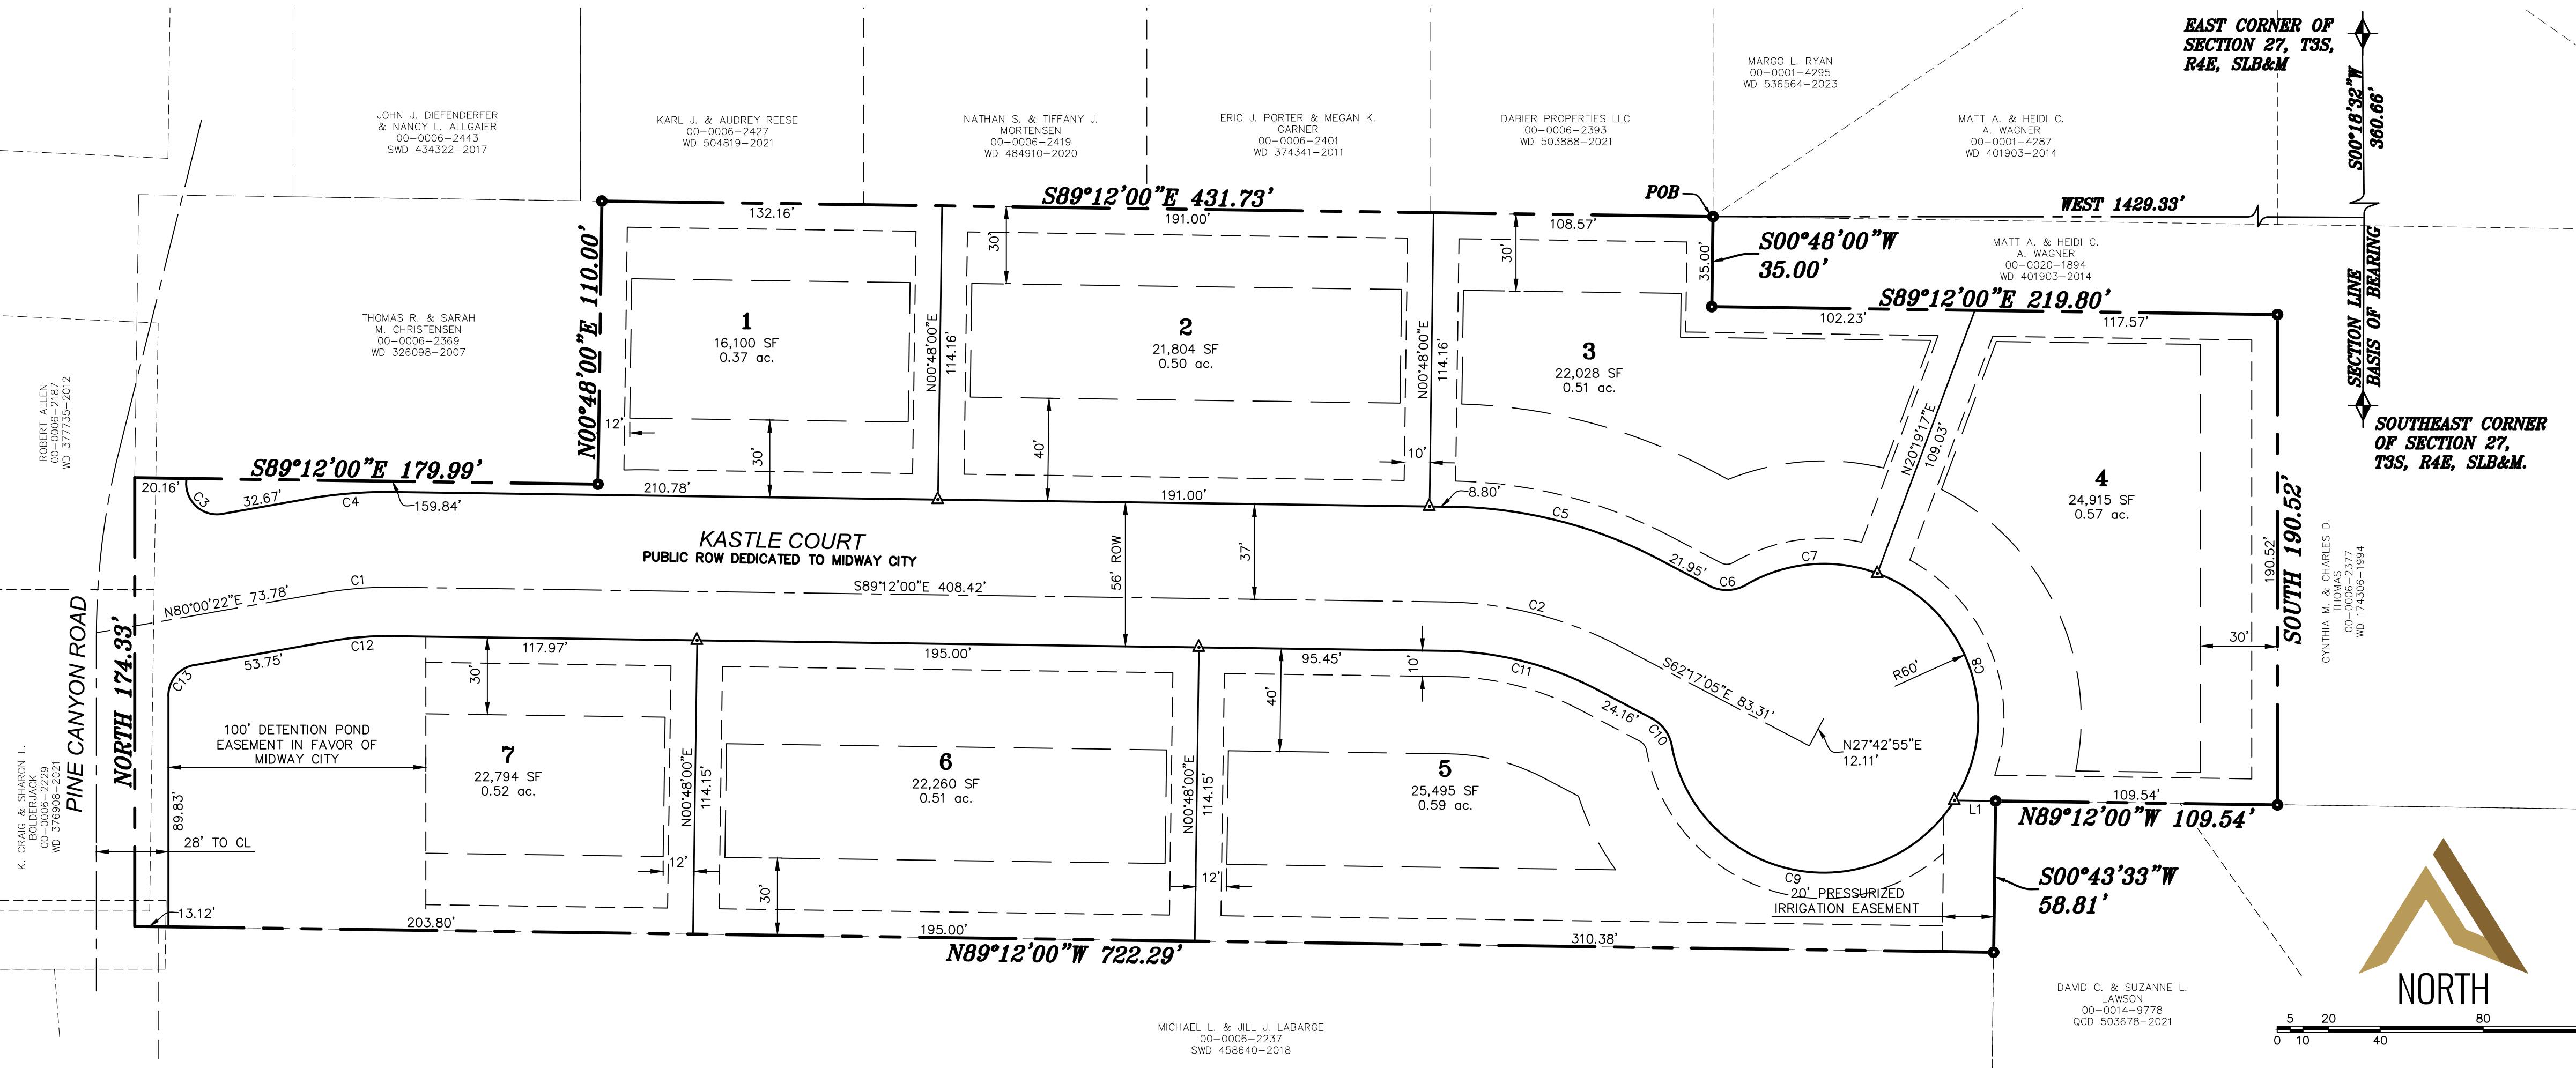 EAST CORNER OF
SECTION 27, T3S,
R4E, SLB&M
S00°18'32"W
360.66'
MARGO L. RYAN
00-0001-4295
WD 536564-2023
JOHN J. DIEFENDERFER
& NANCY L. ALLGAIER
00-0006-2443
SWD 434322-2017
KARL J. & AUDREY REESE
00-0006-2427
WD 504819-2021
NATHAN S. & TIFFANY J.
MORTENSEN
00-0006-2419
WD 484910-2020
ERIC J. PORTER & MEGAN K.
GARNER
00-0006-2401
WD 374341-2011
DABIER PROPERTIES LLC
00-0006-2393
WD 503888-2021
MATT A. & HEIDI C.
A. WAGNER
00-0001-4287
WD 401903-2014
POB
WEST 1429.33'
S89°12'00"E 431.73'
132.16'
191.00'
108.57'
30'
30'
35.00'
S00°48'00"W
35.00'
MATT A. & HEIDI C.
A. WAGNER
00-0020-1894
WD 401903-2014
S89°12'00"E 219.80'
102.23'
117.57'
SECTION LINE
BASIS OF BEARING
SOUTHEAST CORNER
OF SECTION 27,
T3S, R4E, SLB&M.
THOMAS R. & SARAH
M. CHRISTENSEN
00-0006-2369
WD 326098-2007
ROBERT ALLEN
00-0006-2187
WD 377735-2012
N00°48'00"E 110.00'
1
16,100 SF
0.37 ac.
N00°48'00"E
114.16'
2
21,804 SF
0.50 ac.
N00°48'00"E
114.16'
3
22,028 SF
0.51 ac.
N20°19'17"E
109.03'
4
24,915 SF
0.57 ac.
12'
30'
40'
10'
S89°12'00"E 179.99'
20.16'
C3
32.67'
C4
159.84'
210.78'
191.00'
8.80'
C5
21.95'
C6
C7
KASTLE COURT
PUBLIC ROW DEDICATED TO MIDWAY CITY
56' ROW
37'
N80°00'22"E 73.78'
C1
S89°12'00"E 408.42'
C2
S62°17'05"E 83.31'
N27°42'55"E
12.11'
R60'
C8
30'
190.52'
SOUTH 190.52'
CYNTHIA M. & CHARLES D.
THOMAS
00-0006-2377
WD 174306-1994
PINE CANYON ROAD
NORTH 174.33'
K. CRAIG & SHARON L.
BOLDERJACK
00-0006-2229
WD 376908-2021
C13
53.75'
C12
117.97'
195.00'
95.45'
10'
C11
24.16'
C10
30'
40'
100' DETENTION POND
EASEMENT IN FAVOR OF
MIDWAY CITY
89.83'
28' TO CL
7
22,794 SF
0.52 ac.
N00°48'00"E
114.15'
6
22,260 SF
0.51 ac.
N00°48'00"E
114.15'
5
25,495 SF
0.59 ac.
12'
30'
12'
C9
20' PRESSURIZED
IRRIGATION EASEMENT
L1
109.54'
N89°12'00"W 109.54'
S00°43'33"W
58.81'
13.12'
203.80'
195.00'
310.38'
N89°12'00"W 722.29'
MICHAEL L. & JILL J. LABARGE
00-0006-2237
SWD 458640-2018
DAVID C. & SUZANNE L.
LAWSON
00-0014-9778
QCD 503678-2021
NORTH
5 20 80
0 10 40